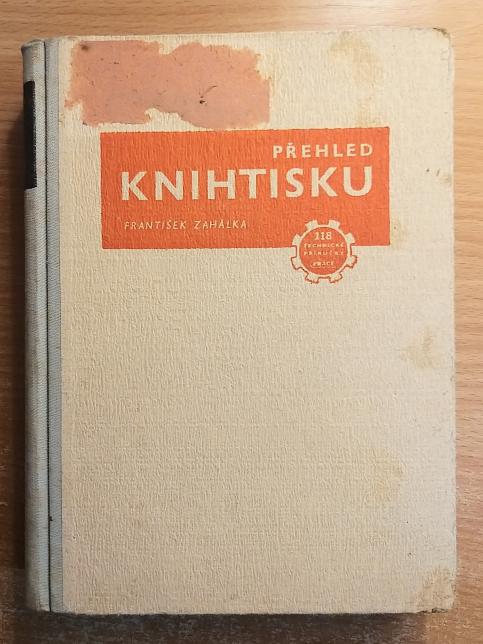 PŘEHLED
KNIHTISKU
FRANTIŠEK ZAHÁLKA
118
TECHNICKÉ
PŘÍRUČKY
PRÁCE